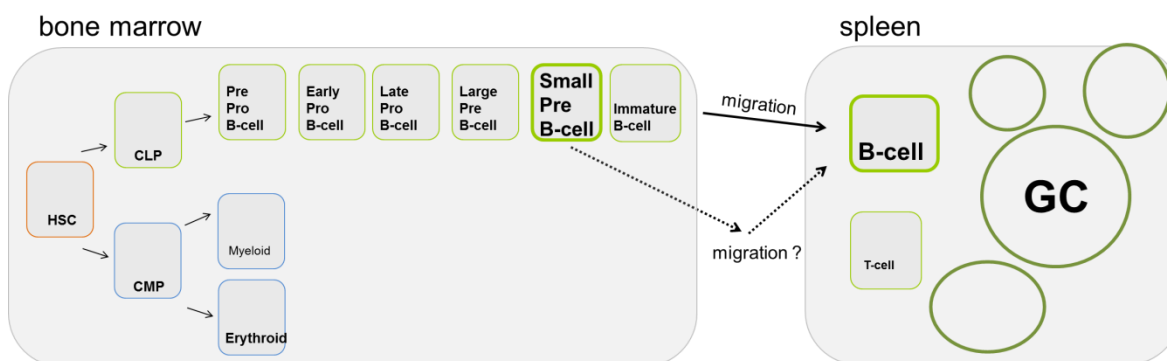 bone marrow
spleen
Pre
Pro
B-cell
Early
Pro
B-cell
Late
Pro
B-cell
Large
Pre
B-cell
Small
Pre
B-cell
Immature
B-cell
migration
B-cell
CLP
HSC
GC
Myeloid
migration ?
T-cell
CMP
Erythroid